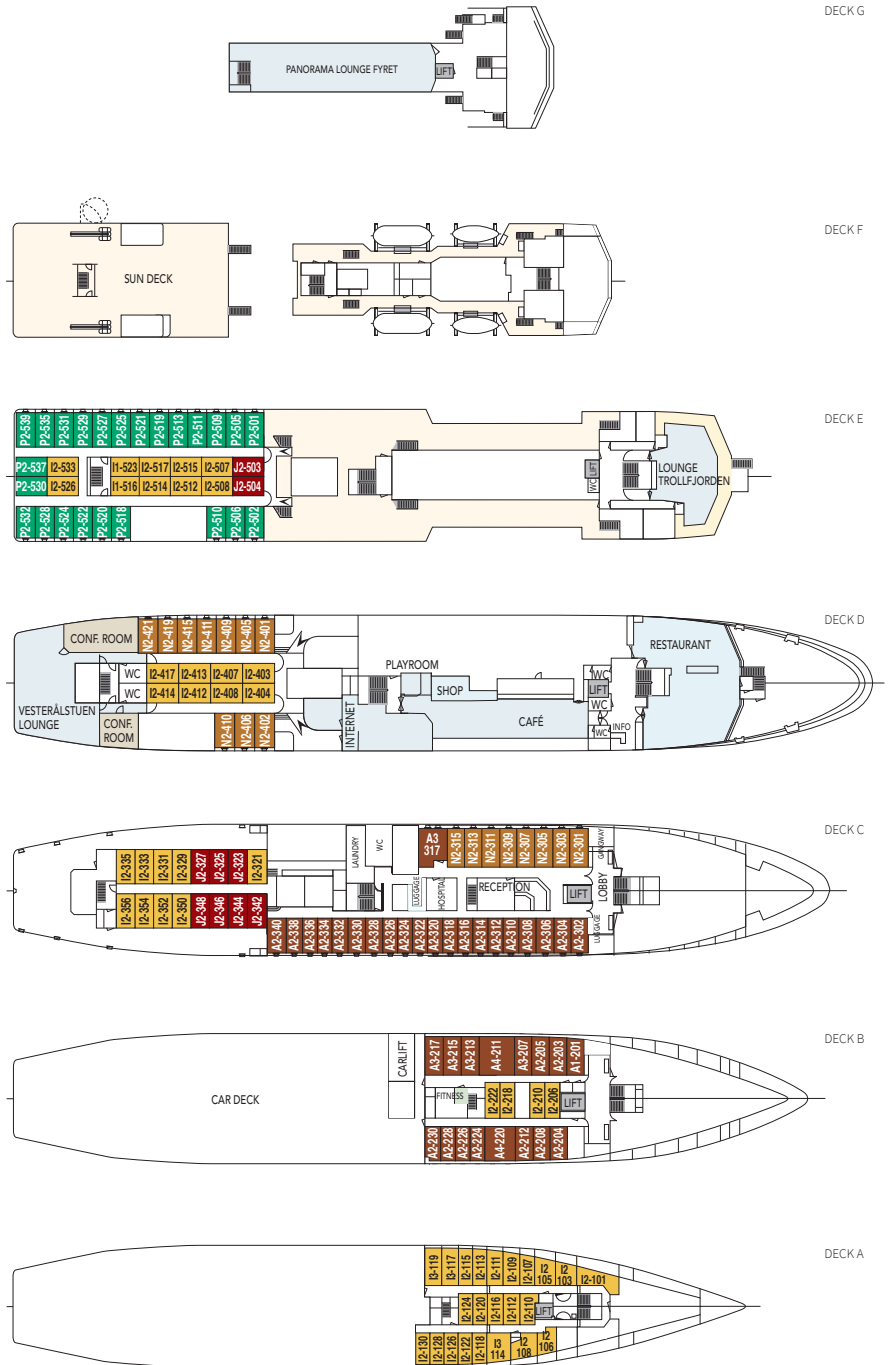 DECK G
PANORAMA LOUNGE FYRET
LIFT
DECK F
SUN DECK
DECK E
P2-539 P2-535 P2-531 P2-529 P2-527 P2-525 P2-521 P2-519 P2-513 P2-511 P2-509 P2-505 P2-501
P2-537 I2-533 I1-523 I2-517 I2-515 I2-507 J2-503
P2-530 I2-526 I1-516 I2-514 I2-512 I2-508 J2-504
P2-532 P2-528 P2-524 P2-522 P2-520 P2-518 P2-510 P2-506 P2-502
LIFT
WC
LOUNGE
TROLLFJORDEN
DECK D
CONF. ROOM
N2-421 N2-419 N2-415 N2-411 N2-409 N2-405 N2-401
WC I2-417 I2-413 I2-407 I2-403
WC I2-414 I2-412 I2-408 I2-404
VESTERÅLSTUEN
LOUNGE
CONF.
ROOM
N2-410 N2-406 N2-402
INTERNET
PLAYROOM
SHOP
CAFÉ
WC
LIFT
WC
WC
INFO
RESTAURANT
DECK C
I2-335 I2-333 I2-331 I2-329 J2-327 J2-325 J2-323 I2-321
I2-356 I2-354 I2-352 I2-350 J2-348 J2-346 J2-344 J2-342
LAUNDRY
WC
A3
317
N2-315 N2-313 N2-311 N2-309 N2-307 N2-305 N2-303 N2-301
LUGGAGE
HOSPITAL
RECEPTION
LIFT
GANGWAY
LOBBY
LUGGAGE
A2-340 A2-338 A2-336 A2-334 A2-332 A2-330 A2-328 A2-326 A2-324 A2-322 A2-320 A2-318 A2-316 A2-314 A2-312 A2-310 A2-308 A2-306 A2-304 A2-302
DECK B
CAR DECK
CARLIFT
A3-217 A3-215 A3-213 A4-211 A3-207 A2-205 A2-203 A1-201
FITNESS
I2-222 I2-218 I2-210 I2-206
LIFT
A2-230 A2-228 A2-226 A2-224 A4-220 A2-212 A2-208 A2-204
DECK A
I3-119 I3-117 I2-115 I2-113 I2-111 I2-109 I2-107 I2 105 I2 103 I2-101
I2-124 I2-120 I2-116 I2-112 I2-110
LIFT
I2-130 I2-128 I2-126 I2-122 I2-118 I3 114 I2 108 I2 106